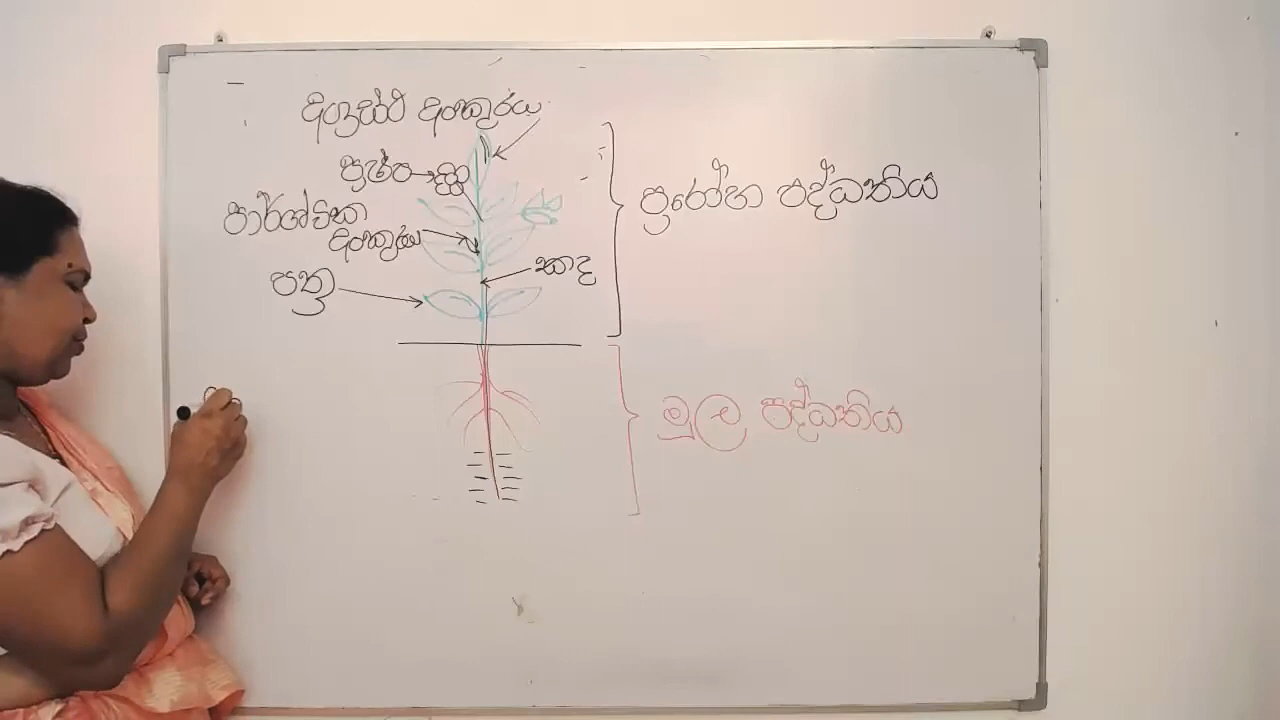 අග්‍රස්ථ අංකුරය
පුෂ්ප
පාර්ශ්වික
අංකුරය
පත්‍ර
කඳ
ප්‍රරෝහ පද්ධතිය
මූල පද්ධතිය